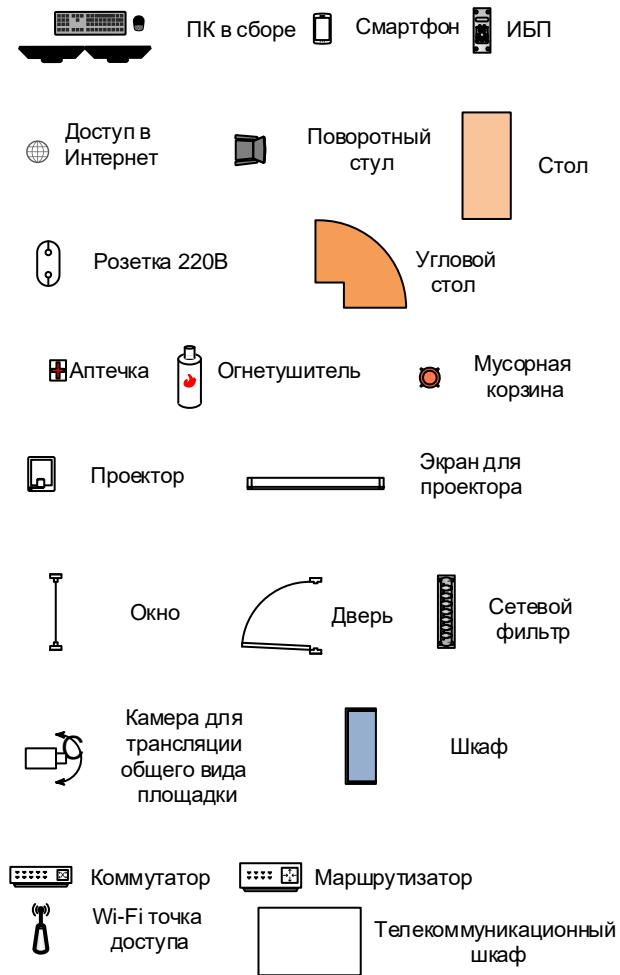 ПК в сборе
Смартфон
ИБП
Доступ в
Интернет
Поворотный
стул
Стол
Розетка 220В
Угловой
стол
Аптечка
Огнетушитель
Мусорная
корзина
Проектор
Экран для
проектора
Окно
Дверь
Сетевой
фильтр
Камера для
трансляции
общего вида
площадки
Шкаф
Коммутатор
Маршрутизатор
Wi-Fi точка
доступа
Телекоммуникационный
шкаф